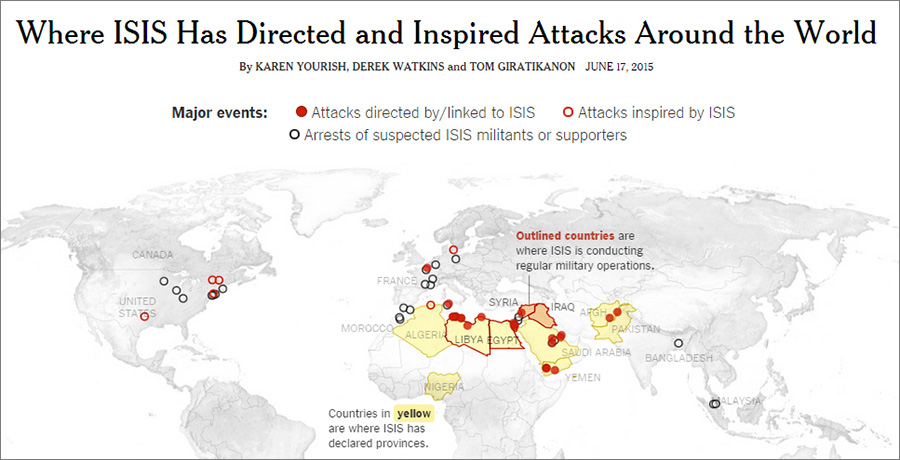 Where ISIS Has Directed and Inspired Attacks Around the World
By KAREN YOURISH, DEREK WATKINS and TOM GIRATIKANON JUNE 17, 2015
Major events: Attacks directed by/linked to ISIS Attacks inspired by ISIS
Arrests of suspected ISIS militants or supporters
Outlined countries are
where ISIS is conducting
regular military operations.
CANADA
FRANCE
UNITED
STATES
SYRIA
IRAQ
AFGH.
MOROCCO
ALGERIA
LIBYA
EGYPT
PAKISTAN
SAUDI ARABIA
BANGLADESH
YEMEN
NIGERIA
MALAYSIA
Countries in yellow
are where ISIS has
declared provinces.